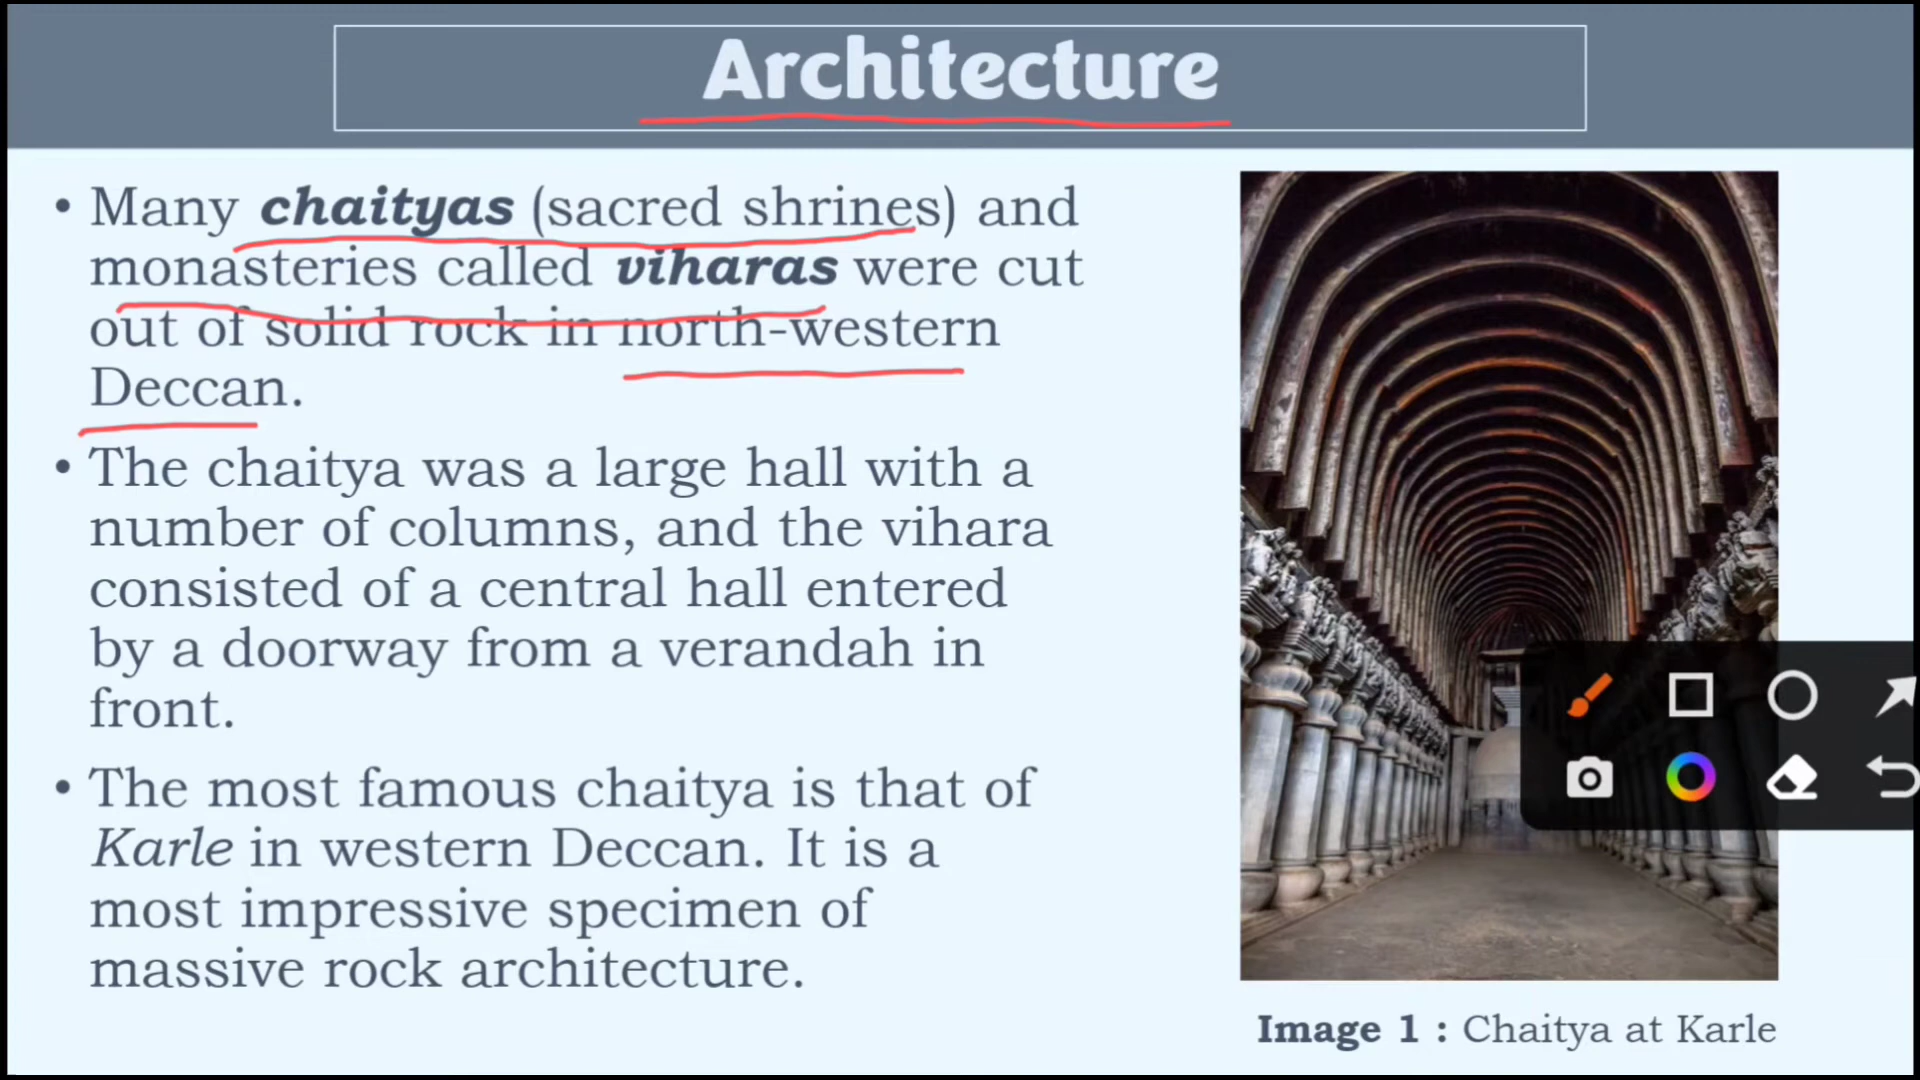 Architecture
• Many chaityas (sacred shrines) and
monasteries called viharas were cut
out of solid rock in north-western
Deccan.
• The chaitya was a large hall with a
number of columns, and the vihara
consisted of a central hall entered
by a doorway from a verandah in
front.
• The most famous chaitya is that of
Karle in western Deccan. It is a
most impressive specimen of
massive rock architecture.
Image 1 : Chaitya at Karle